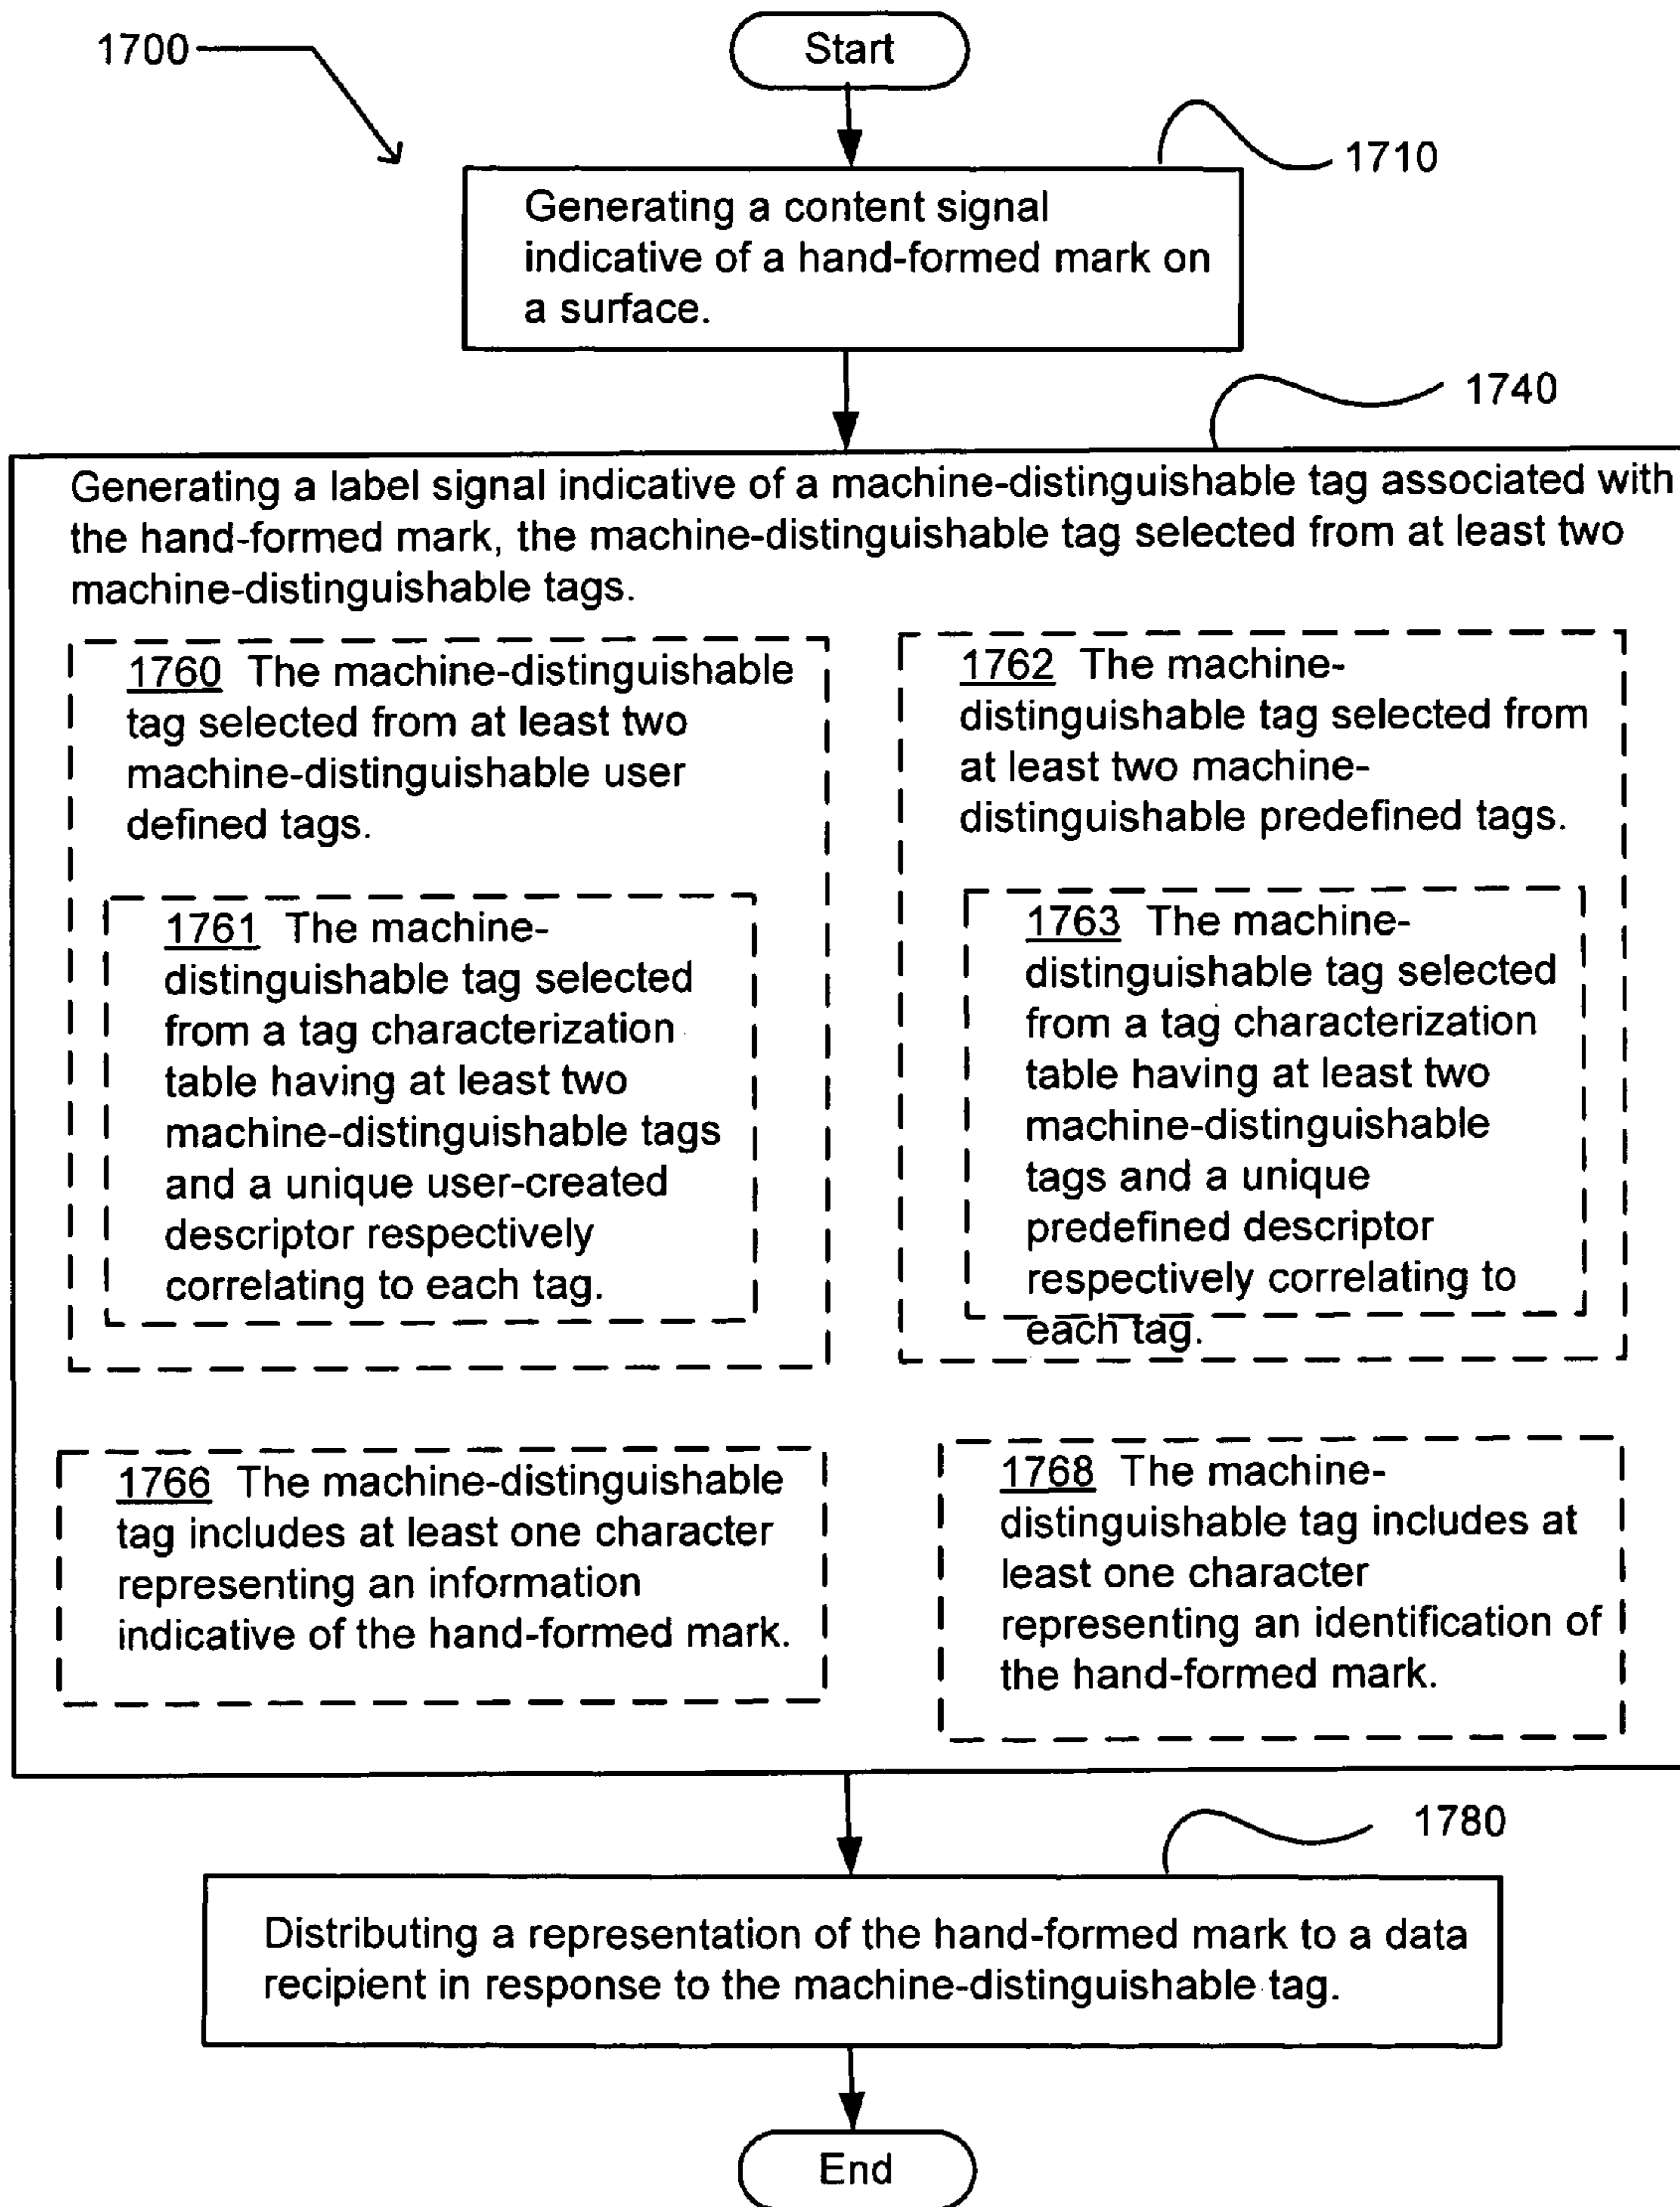 1700
Start
1710
Generating a content signal
indicative of a hand-formed mark on
a surface.
1740
Generating a label signal indicative of a machine-distinguishable tag associated with
the hand-formed mark, the machine-distinguishable tag selected from at least two
machine-distinguishable tags.
1760 The machine-distinguishable
tag selected from at least two
machine-distinguishable user
defined tags.
1761 The machine-
distinguishable tag selected
from a tag characterization
table having at least two
machine-distinguishable tags
and a unique user-created
descriptor respectively
correlating to each tag.
1762 The machine-
distinguishable tag selected from
at least two machine-
distinguishable predefined tags.
1763 The machine-
distinguishable tag selected
from a tag characterization
table having at least two
machine-distinguishable
tags and a unique
predefined descriptor
respectively correlating to
each tag.
1766 The machine-distinguishable
tag includes at least one character
representing an information
indicative of the hand-formed mark.
1768 The machine-
distinguishable tag includes at
least one character
representing an identification of
the hand-formed mark.
1780
Distributing a representation of the hand-formed mark to a data
recipient in response to the machine-distinguishable tag.
End